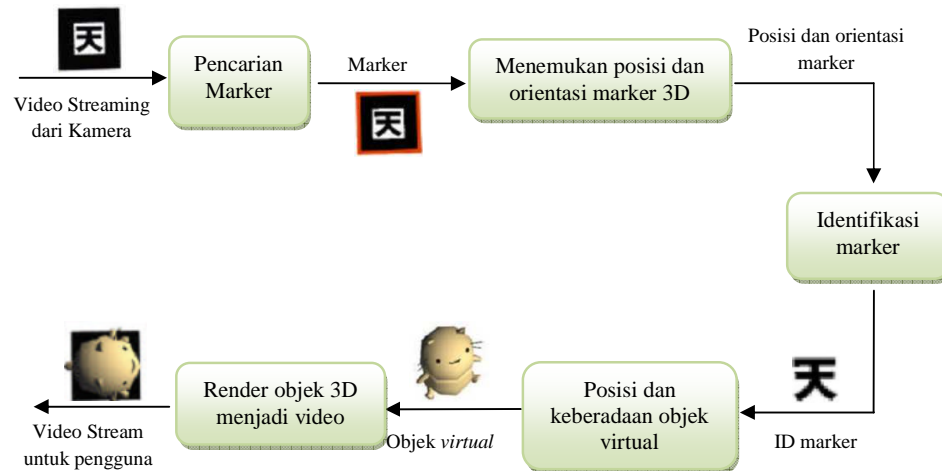 天
Video Streaming
dari Kamera
Pencarian
Marker
Marker
天
Menemukan posisi dan
orientasi marker 3D
Posisi dan orientasi
marker
Identifikasi
marker
天
ID marker
Posisi dan
keberadaan objek
virtual
Objek virtual
Render objek 3D
menjadi video
Video Stream
untuk pengguna